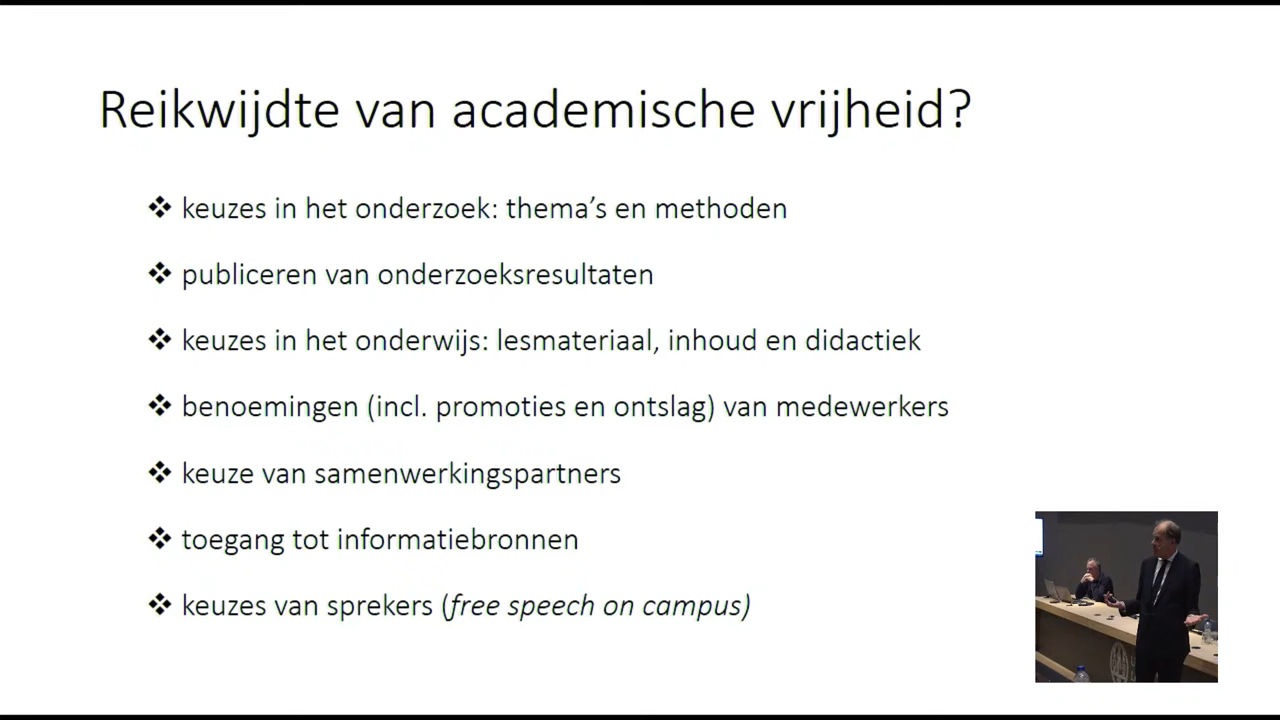 Reikwijdte van academische vrijheid?
❖ keuzes in het onderzoek: thema’s en methoden
❖ publiceren van onderzoeksresultaten
❖ keuzes in het onderwijs: lesmateriaal, inhoud en didactiek
❖ benoemingen (incl. promoties en ontslag) van medewerkers
❖ keuze van samenwerkingspartners
❖ toegang tot informatiebronnen
❖ keuzes van sprekers (free speech on campus)